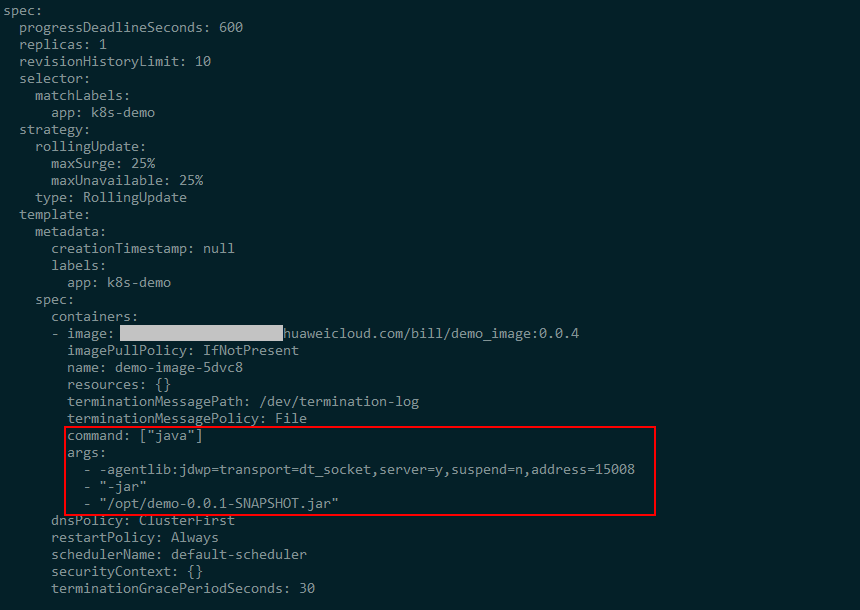 spec:
  progressDeadlineSeconds: 600
  replicas: 1
  revisionHistoryLimit: 10
  selector:
    matchLabels:
      app: k8s-demo
  strategy:
    rollingUpdate:
      maxSurge: 25%
      maxUnavailable: 25%
    type: RollingUpdate
  template:
    metadata:
      creationTimestamp: null
      labels:
        app: k8s-demo
    spec:
      containers:
      - image: huaweicloud.com/bill/demo_image:0.0.4
        imagePullPolicy: IfNotPresent
        name: demo-image-5dvc8
        resources: {}
        terminationMessagePath: /dev/termination-log
        terminationMessagePolicy: File
        command: ["java"]
        args:
          - -agentlib:jdwp=transport=dt_socket,server=y,suspend=n,address=15008
          - "-jar"
          - "/opt/demo-0.0.1-SNAPSHOT.jar"
      dnsPolicy: ClusterFirst
      restartPolicy: Always
      schedulerName: default-scheduler
      securityContext: {}
      terminationGracePeriodSeconds: 30